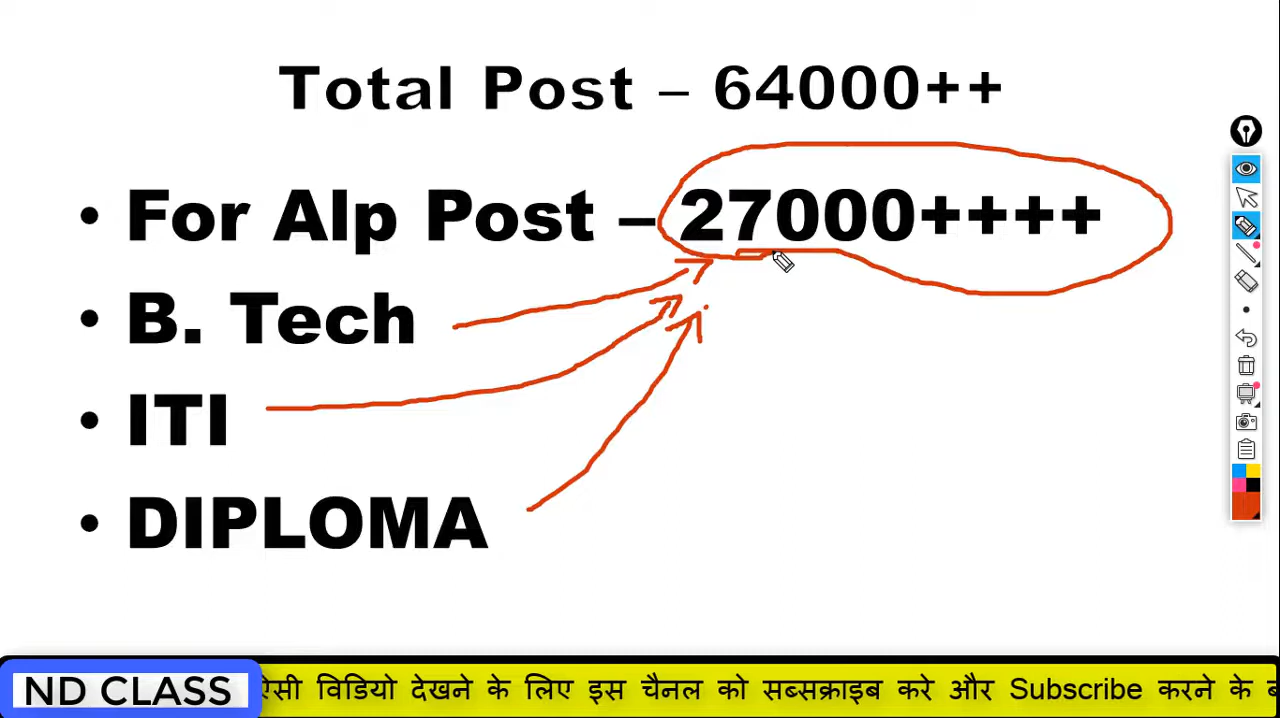 Total Post – 64000++
• For Alp Post – 27000++++
• B. Tech
• ITI
• DIPLOMA
ND CLASS
ऐसी विडियो देखने के लिए इस चैनल को सब्सक्राइब करे और Subscribe करने के